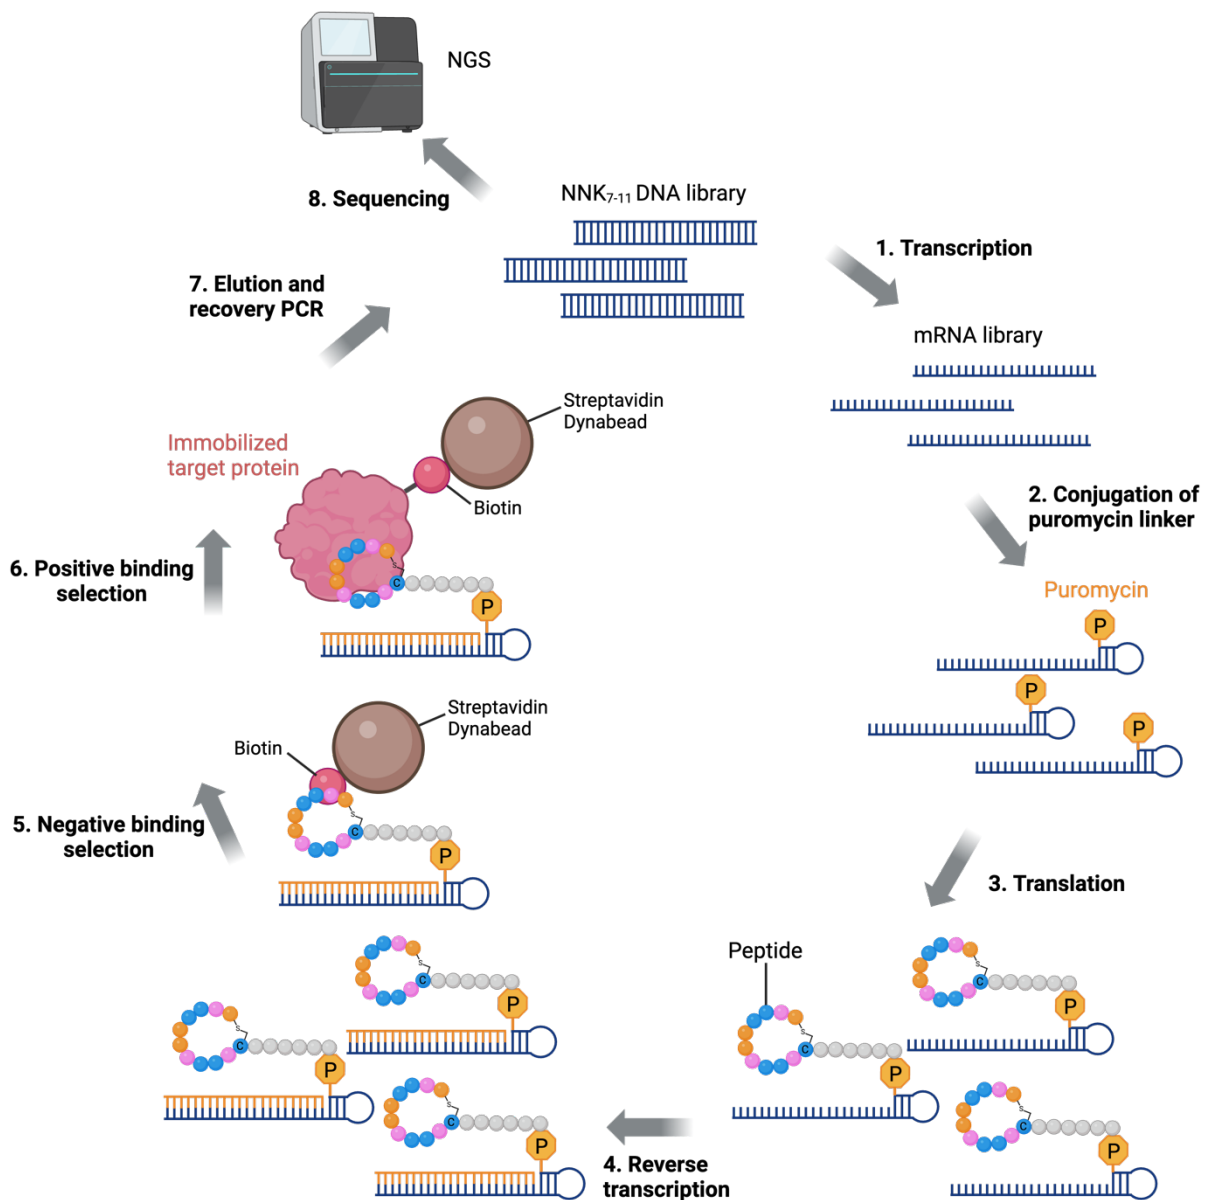 NGS
8. Sequencing
NNK₇₋₁₁ DNA library
1. Transcription
7. Elution and
recovery PCR
mRNA library
Streptavidin
Dynabead
Immobilized
target protein
Biotin
2. Conjugation of
puromycin linker
6. Positive binding
selection
S
C
P
Puromycin
P
P
P
Streptavidin
Dynabead
Biotin
5. Negative binding
selection
S
C
P
3. Translation
Peptide
S
C
P
S
C
P
S
C
P
4. Reverse
transcription
S
C
P
S
C
P
S
C
P